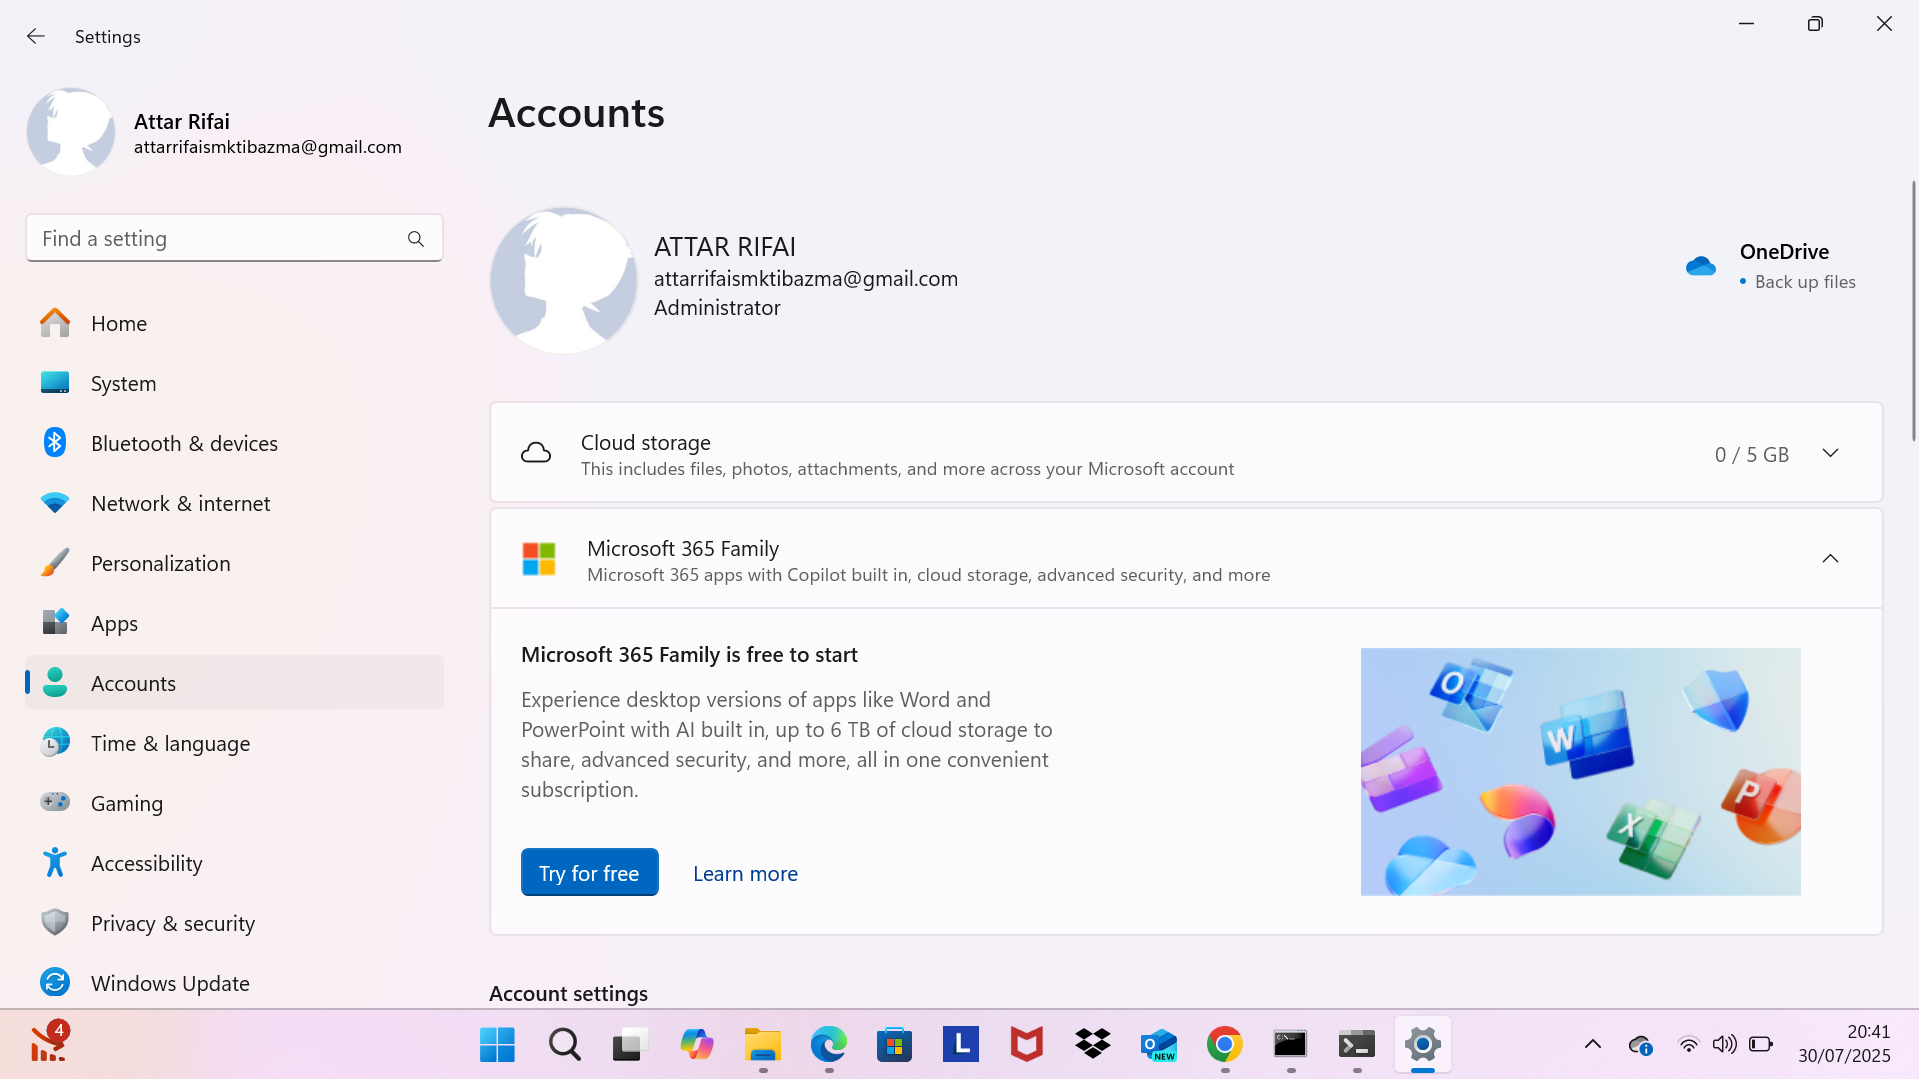 Settings
Attar Rifai
attarrifaismktibazma@gmail.com
Find a setting
Home
System
Bluetooth & devices
Network & internet
Personalization
Apps
Accounts
Time & language
Gaming
Accessibility
Privacy & security
Windows Update
Accounts
ATTAR RIFAI
attarrifaismktibazma@gmail.com
Administrator
OneDrive
• Back up files
Cloud storage
This includes files, photos, attachments, and more across your Microsoft account
0 / 5 GB
Microsoft 365 Family
Microsoft 365 apps with Copilot built in, cloud storage, advanced security, and more
Microsoft 365 Family is free to start
Experience desktop versions of apps like Word and
PowerPoint with AI built in, up to 6 TB of cloud storage to
share, advanced security, and more, all in one convenient
subscription.
Try for free
Learn more
O
W
P
X
Account settings
4
L
O
NEW
20:41
30/07/2025